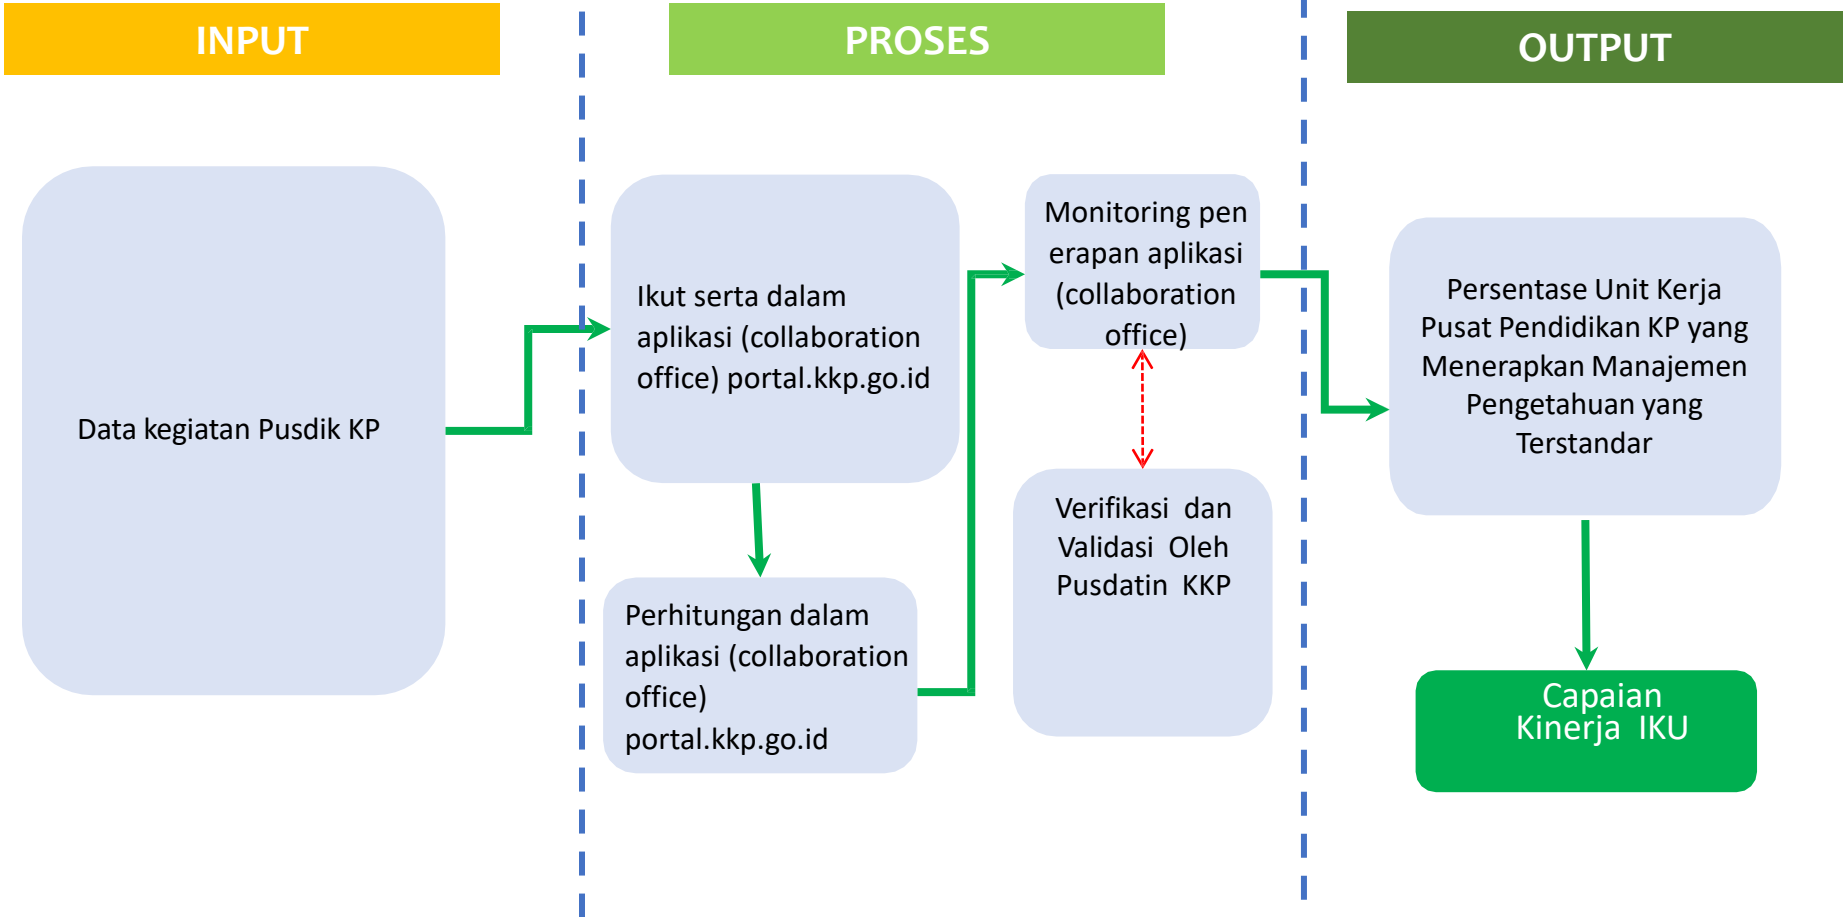 INPUT
PROSES
OUTPUT
Data kegiatan Pusdik KP
Ikut serta dalam
aplikasi (collaboration
office) portal.kkp.go.id
Perhitungan dalam
aplikasi (collaboration
office)
portal.kkp.go.id
Monitoring pen
erapan aplikasi
(collaboration
office)
Verifikasi dan
Validasi Oleh
Pusdatin KKP
Persentase Unit Kerja
Pusat Pendidikan KP yang
Menerapkan Manajemen
Pengetahuan yang
Terstandar
Capaian
Kinerja IKU